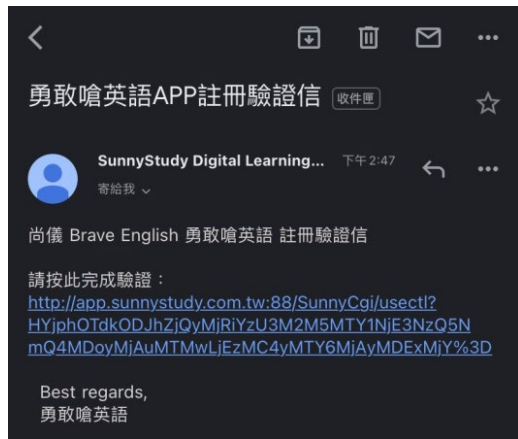 勇敢嗆英語APP註冊驗證信 收件匣
SunnyStudy Digital Learning... 下午 2:47
寄給我
尚儀 Brave English 勇敢嗆英語 註冊驗證信
請按此完成驗證：
http://app.sunnystudy.com.tw:88/SunnyCgi/usectl?
HYjphOTdkODJhZjQyMjRiYzU3M2M5MTY1NjE3NzQ5N
mQ4MDoyMjAuMTMwLjEzMC4yMTY6MjAyMDExMjY%3D
Best regards,
勇敢嗆英語